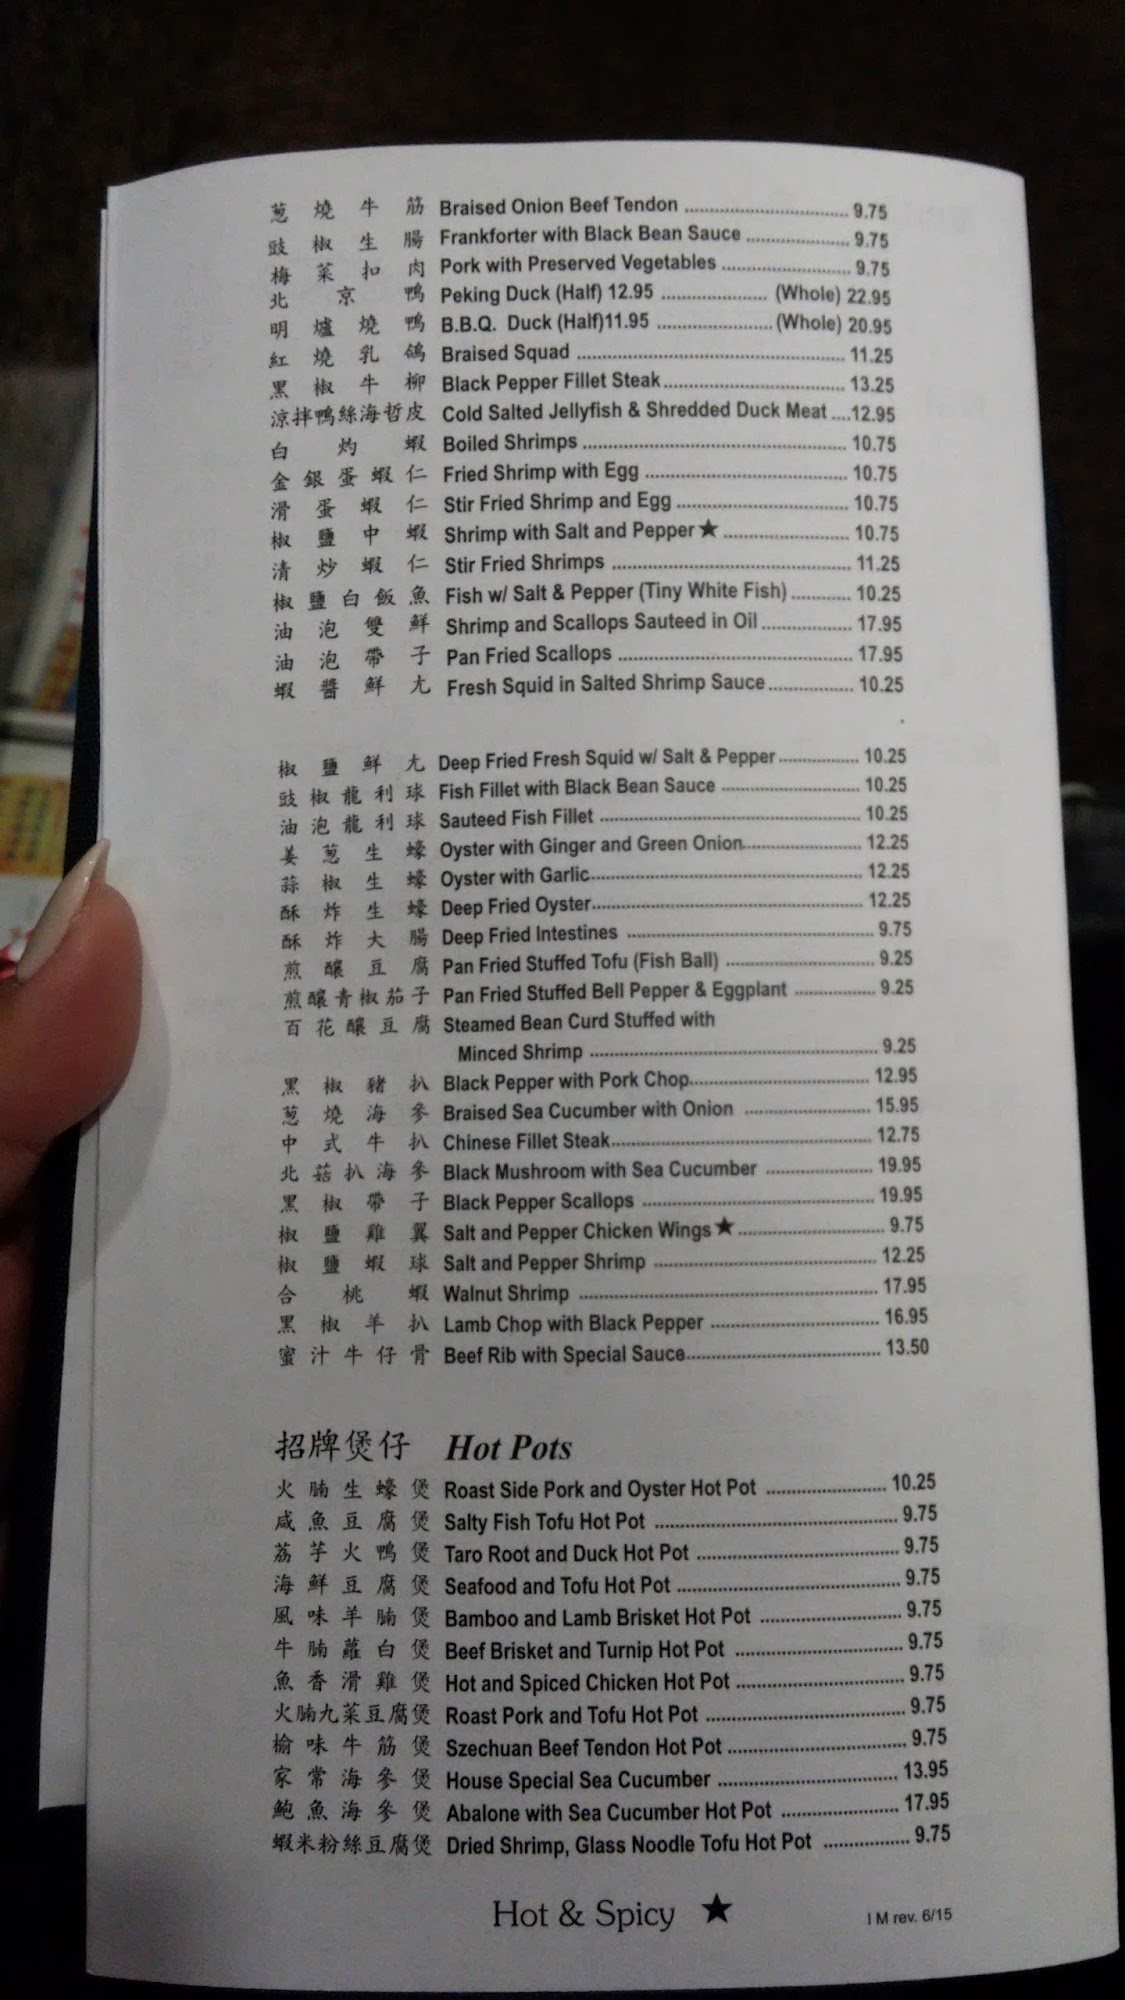 葱燒牛筋 Braised Onion Beef Tendon 9.75
豉椒生腸 Frankforter with Black Bean Sauce 9.75
梅菜扣肉 Pork with Preserved Vegetables 9.75
北京鴨 Peking Duck (Half) 12.95 (Whole) 22.95
明爐燒鴨 B.B.Q. Duck (Half)11.95 (Whole) 20.95
紅燒乳鴿 Braised Squad 11.25
黑椒牛柳 Black Pepper Fillet Steak 13.25
涼拌鴨絲海哲皮 Cold Salted Jellyfish & Shredded Duck Meat 12.95
白灼蝦 Boiled Shrimps 10.75
金銀蛋蝦仁 Fried Shrimp with Egg 10.75
滑蛋蝦仁 Stir Fried Shrimp and Egg 10.75
椒鹽中蝦 Shrimp with Salt and Pepper★ 10.75
清炒蝦仁 Stir Fried Shrimps 11.25
椒鹽白飯魚 Fish w/ Salt & Pepper (Tiny White Fish) 10.25
油泡雙鮮 Shrimp and Scallops Sauteed in Oil 17.95
油泡帶子 Pan Fried Scallops 17.95
蝦醬鮮尤 Fresh Squid in Salted Shrimp Sauce 10.25
椒鹽鮮尤 Deep Fried Fresh Squid w/ Salt & Pepper 10.25
豉椒龍利球 Fish Fillet with Black Bean Sauce 10.25
油泡龍利球 Sauteed Fish Fillet 10.25
姜葱生蠔 Oyster with Ginger and Green Onion 12.25
蒜椒生蠔 Oyster with Garlic 12.25
酥炸生蠔 Deep Fried Oyster 12.25
酥炸大腸 Deep Fried Intestines 9.75
煎釀豆腐 Pan Fried Stuffed Tofu (Fish Ball) 9.25
煎釀青椒茄子 Pan Fried Stuffed Bell Pepper & Eggplant 9.25
百花釀豆腐 Steamed Bean Curd Stuffed with
Minced Shrimp 9.25
黑椒豬扒 Black Pepper with Pork Chop 12.95
葱燒海參 Braised Sea Cucumber with Onion 15.95
中式牛扒 Chinese Fillet Steak 12.75
北菇扒海參 Black Mushroom with Sea Cucumber 19.95
黑椒帶子 Black Pepper Scallops 19.95
椒鹽雞翼 Salt and Pepper Chicken Wings★ 9.75
椒鹽蝦球 Salt and Pepper Shrimp 12.25
合桃蝦 Walnut Shrimp 17.95
黑椒羊扒 Lamb Chop with Black Pepper 16.95
蜜汁牛仔骨 Beef Rib with Special Sauce 13.50
招牌煲仔 Hot Pots
火腩生蠔煲 Roast Side Pork and Oyster Hot Pot 10.25
咸魚豆腐煲 Salty Fish Tofu Hot Pot 9.75
荔芋火鴨煲 Taro Root and Duck Hot Pot 9.75
海鮮豆腐煲 Seafood and Tofu Hot Pot 9.75
風味羊腩煲 Bamboo and Lamb Brisket Hot Pot 9.75
牛腩蘿白煲 Beef Brisket and Turnip Hot Pot 9.75
魚香滑雞煲 Hot and Spiced Chicken Hot Pot 9.75
火腩九菜豆腐煲 Roast Pork and Tofu Hot Pot 9.75
榆味牛筋煲 Szechuan Beef Tendon Hot Pot 9.75
家常海參煲 House Special Sea Cucumber 13.95
鮑魚海參煲 Abalone with Sea Cucumber Hot Pot 17.95
蝦米粉絲豆腐煲 Dried Shrimp, Glass Noodle Tofu Hot Pot 9.75
Hot & Spicy ★
I M rev. 6/15